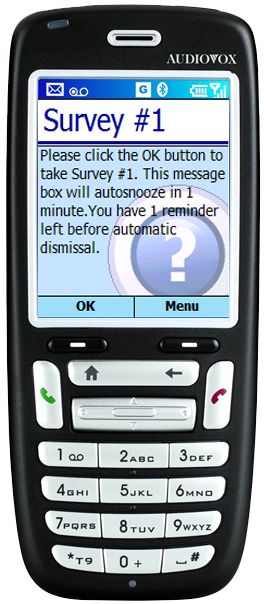 AUDIOVOX
G
Survey #1
Please click the OK button to
take Survey #1. This message
box will autosnooze in 1
minute.You have 1 reminder
left before automatic
dismissal.
OK Menu
1 2ABC 3DEF
4GHI 5JKL 6MNO
7PQRS 8TUV 9WXYZ
*T9 0 + #